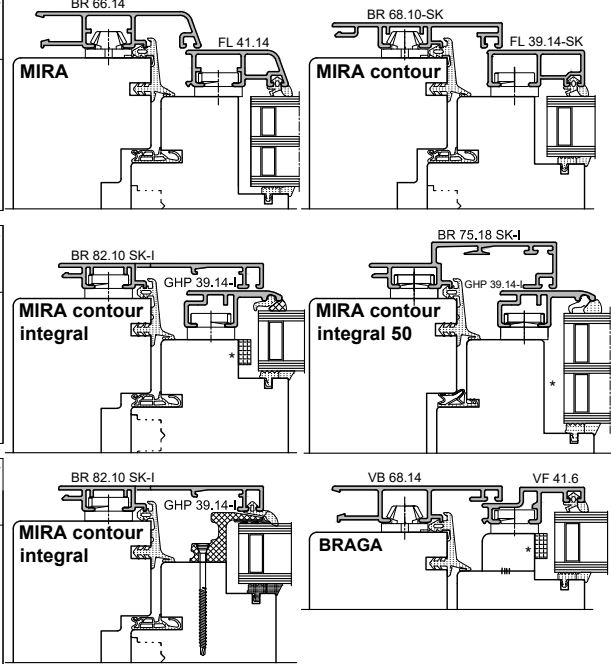 BR 66.14
FL 41.14
MIRA
BR 68.10-SK
FL 39.14-SK
MIRA contour
BR 82.10 SK-I
GHP 39.14-I
MIRA contour
integral
*
BR 75.18 SK-I
GHP 39.14-I
MIRA contour
integral 50
*
BR 82.10 SK-I
GHP 39.14-I
MIRA contour
integral
VB 68.14
VF 41.6
BRAGA
*